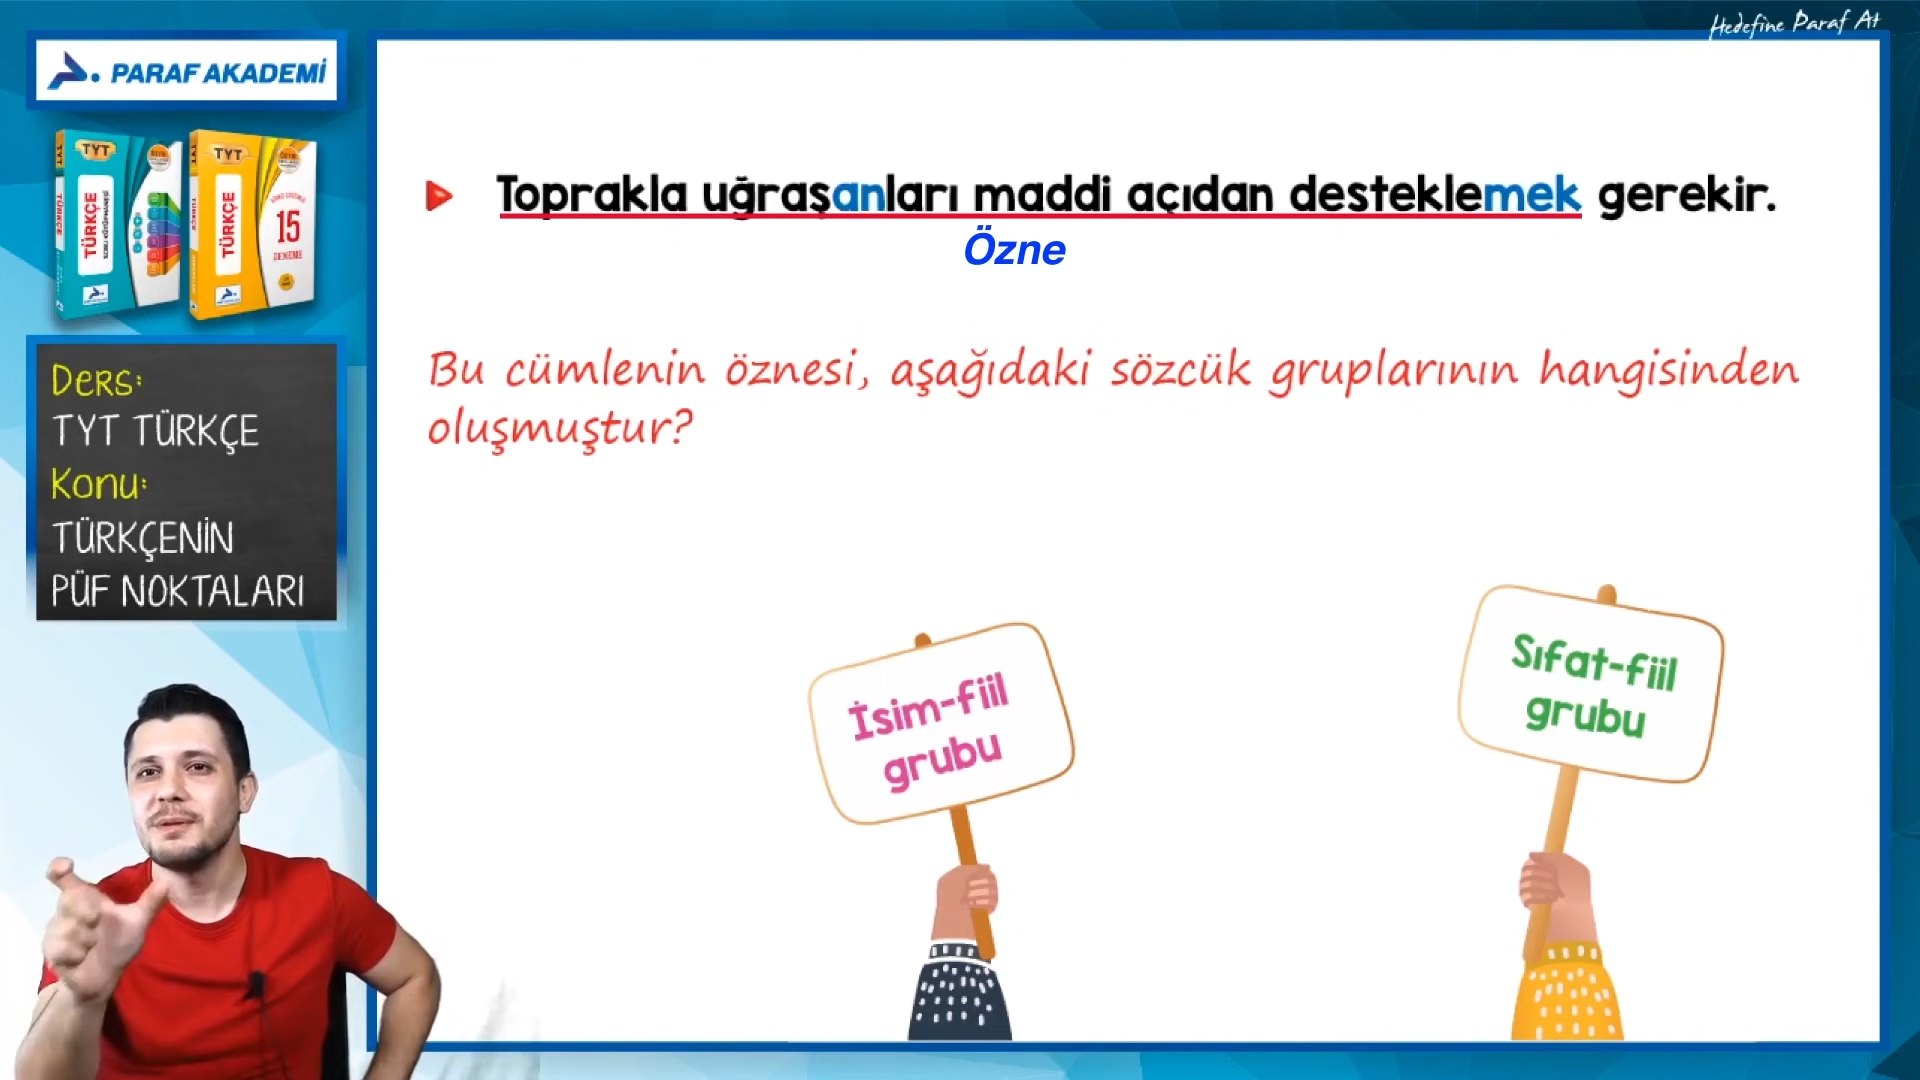 Hedefine Paraf At
PARAF AKADEMİ
TYT
TÜRKÇE
TYT
TÜRKÇE
15
DENEME
Toprakla uğraşanları maddi açıdan desteklemek gerekir.
Özne
Bu cümlenin öznesi, aşağıdaki sözcük gruplarının hangisinden
oluşmuştur?
Ders:
TYT TÜRKÇE
Konu:
TÜRKÇENİN
PÜF NOKTALARI
İsim-fiil
grubu
Sıfat-fiil
grubu